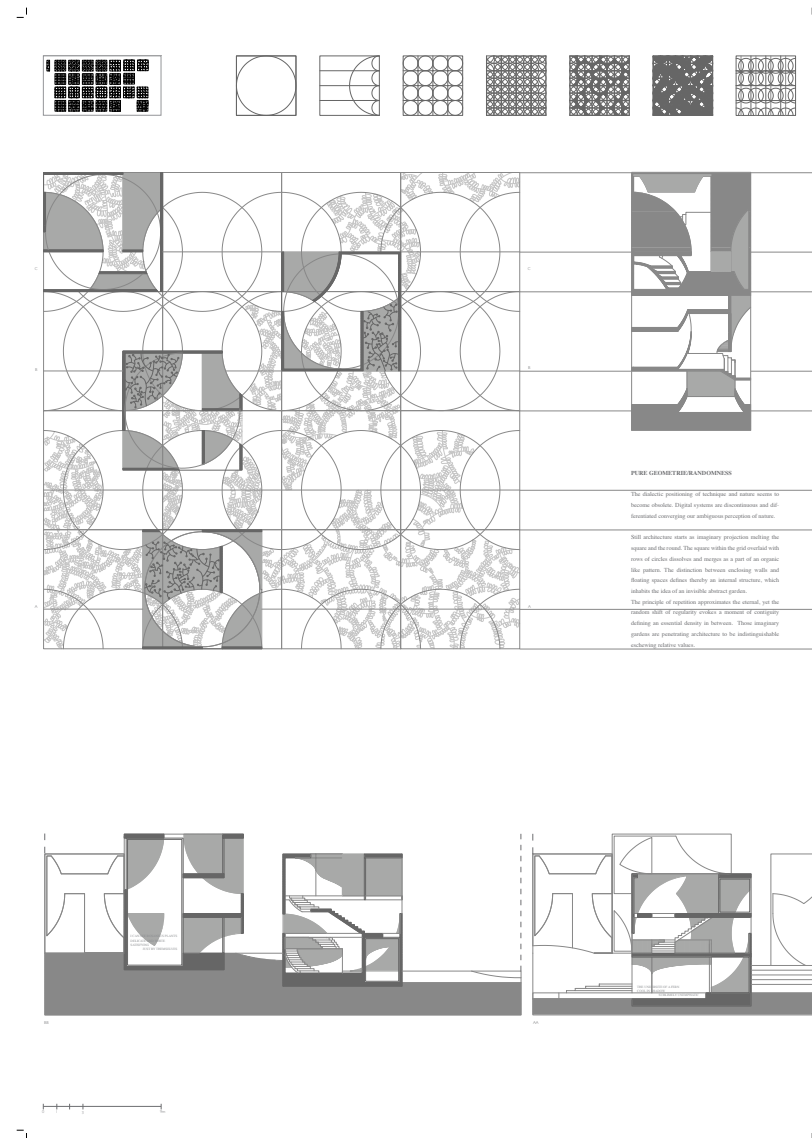 C
C
B
B
PURE GEOMETRIE/RANDOMNESS
The dialectic positioning of technique and nature seems to
become obsolete. Digital systems are discontinuous and dif-
ferentiated converging our ambiguous perception of nature.
Still architecture starts as imaginary projection melting the
square and the round. The square within the grid overlaid with
rows of circles dissolves and merges as a part of an organic
like pattern. The distinction between enclosing walls and
floating spaces defines thereby an internal structure, which
inhabits the idea of an invisible abstract garden.
The principle of repetition approximates the eternal, yet the
random shift of regularity evokes a moment of contiguity
defining an essential density in between. Those imaginary
gardens are penetrating architecture to be indistinguishable
eschewing relative values.
A
A